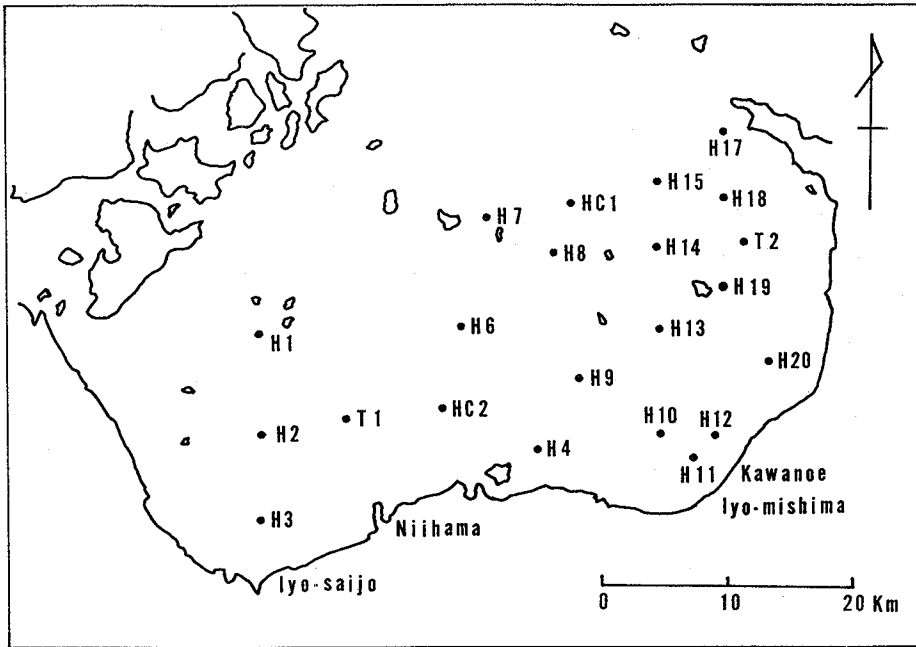 H17
H15
H18
HC1
H7
T2
H14
H8
H19
H6
H13
H1
H20
H9
HC2
T1
H2
H10
H12
H4
H11
Kawanoe
Iyo-mishima
H3
Niihama
Iyo-saijo
0 10 20 Km